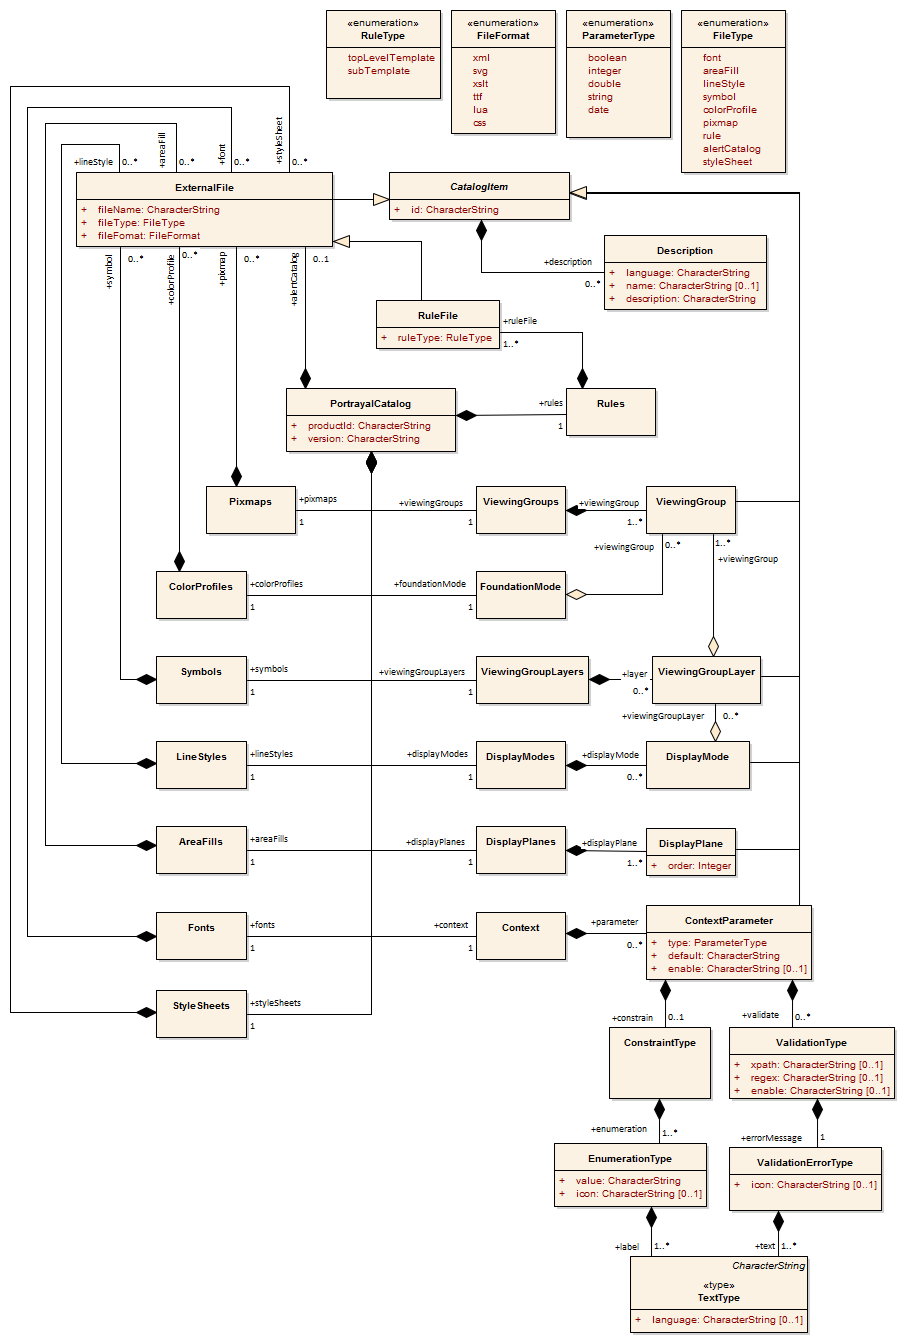 «enumeration»
RuleType
topLevelTemplate
subTemplate
«enumeration»
FileFormat
xml
svg
xslt
ttf
lua
css
«enumeration»
ParameterType
boolean
integer
double
string
date
«enumeration»
FileType
font
areaFill
lineStyle
symbol
colorProfile
pixmap
rule
alertCatalog
styleSheet
+lineStyle
0..*
+areaFill
0..*
+font
0..*
+styleSheet
0..*
ExternalFile
+ fileName: CharacterString
+ fileType: FileType
+ fileFomat: FileFormat
CatalogItem
+ id: CharacterString
+symbol
0..*
+colorProfile
0..*
+pixmap
0..*
+alertCatalog
0..1
+description
0..*
Description
+ language: CharacterString
+ name: CharacterString [0..1]
+ description: CharacterString
RuleFile
+ ruleType: RuleType
+ruleFile
1..*
PortrayalCatalog
+ productId: CharacterString
+ version: CharacterString
+rules
1
Rules
Pixmaps
+pixmaps
1
+viewingGroups
1
ViewingGroups
+viewingGroup
1..*
ViewingGroup
+viewingGroup
0..*
1..*
+viewingGroup
ColorProfiles
+colorProfiles
1
+foundationMode
1
FoundationMode
Symbols
+symbols
1
+viewingGroupLayers
1
ViewingGroupLayers
+layer
0..*
ViewingGroupLayer
+viewingGroupLayer
0..*
LineStyles
+lineStyles
1
+displayModes
1
DisplayModes
+displayMode
0..*
DisplayMode
AreaFills
+areaFills
1
+displayPlanes
1
DisplayPlanes
+displayPlane
1..*
DisplayPlane
+ order: Integer
Fonts
+fonts
1
+context
1
Context
+parameter
0..*
ContextParameter
+ type: ParameterType
+ default: CharacterString
+ enable: CharacterString [0..1]
StyleSheets
+styleSheets
1
+constrain
0..1
+validate
0..*
ConstraintType
ValidationType
+ xpath: CharacterString [0..1]
+ regex: CharacterString [0..1]
+ enable: CharacterString [0..1]
+enumeration
1..*
+errorMessage
1
EnumerationType
+ value: CharacterString
+ icon: CharacterString [0..1]
ValidationErrorType
+ icon: CharacterString [0..1]
+label
1..*
+text
1..*
CharacterString
«type»
TextType
+ language: CharacterString [0..1]